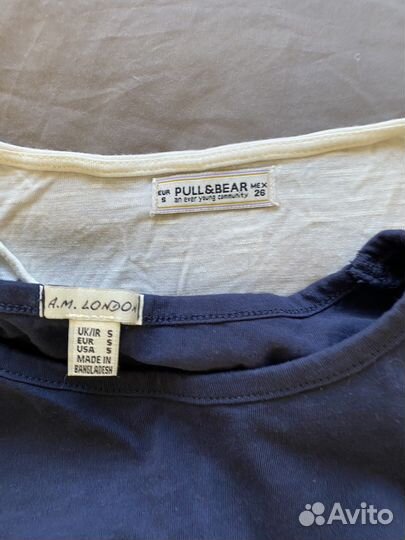 EUR S PULL&BEAR MEX 26
an ever young community
A.M. LONDON
UK/IR S
EUR S
USA S
MADE IN
BANGLADESH
Avito